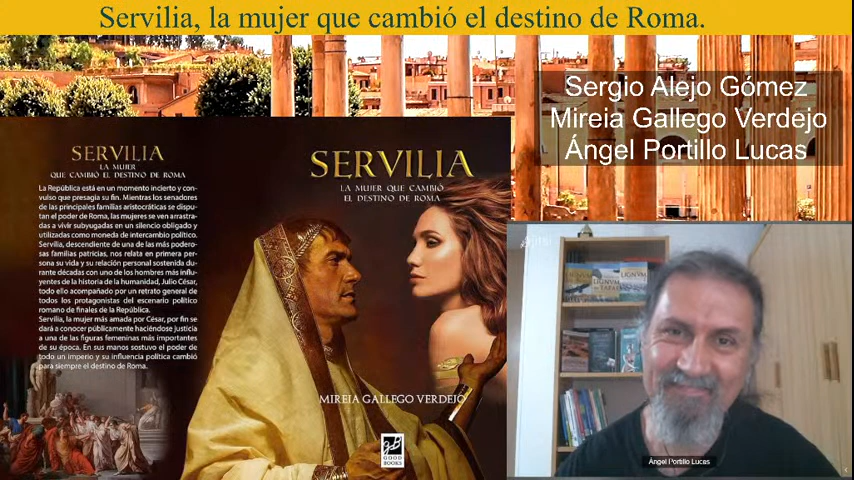 Servilia, la mujer que cambió el destino de Roma.
Sergio Alejo Gómez
Mireia Gallego Verdejo
Ángel Portillo Lucas
SERVILIA
LA MUJER
QUE CAMBIÓ EL DESTINO DE ROMA
La República está en un momento incierto y con-
vulso que presagia su fin. Mientras los senadores
de las principales familias aristocráticas se dispu-
tan el poder de Roma, las mujeres se ven arrastra-
das a vivir subyugadas en un silencio obligado y
utilizadas como moneda de intercambio político.
Servilia, descendiente de una de las más podero-
sas familias patricias, nos relata en primera per-
sona su vida y su relación personal sostenida du-
rante décadas con uno de los hombres más influ-
yentes de la historia de la humanidad, Julio César,
todo ello acompañado por un retrato general de
todos los protagonistas del escenario político
romano de finales de la República.
Servilia, la mujer más amada por César, por fin se
dará a conocer públicamente haciéndose justicia
a una de las figuras femeninas más importantes
de su época. En sus manos sostuvo el poder de
todo un imperio y su influencia política cambió
para siempre el destino de Roma.
SERVILIA
LA MUJER QUE CAMBIÓ
EL DESTINO DE ROMA
MIREIA GALLEGO VERDEJO
GOOD
BOOKS
LIGNVM
Ángel Portillo Lucas